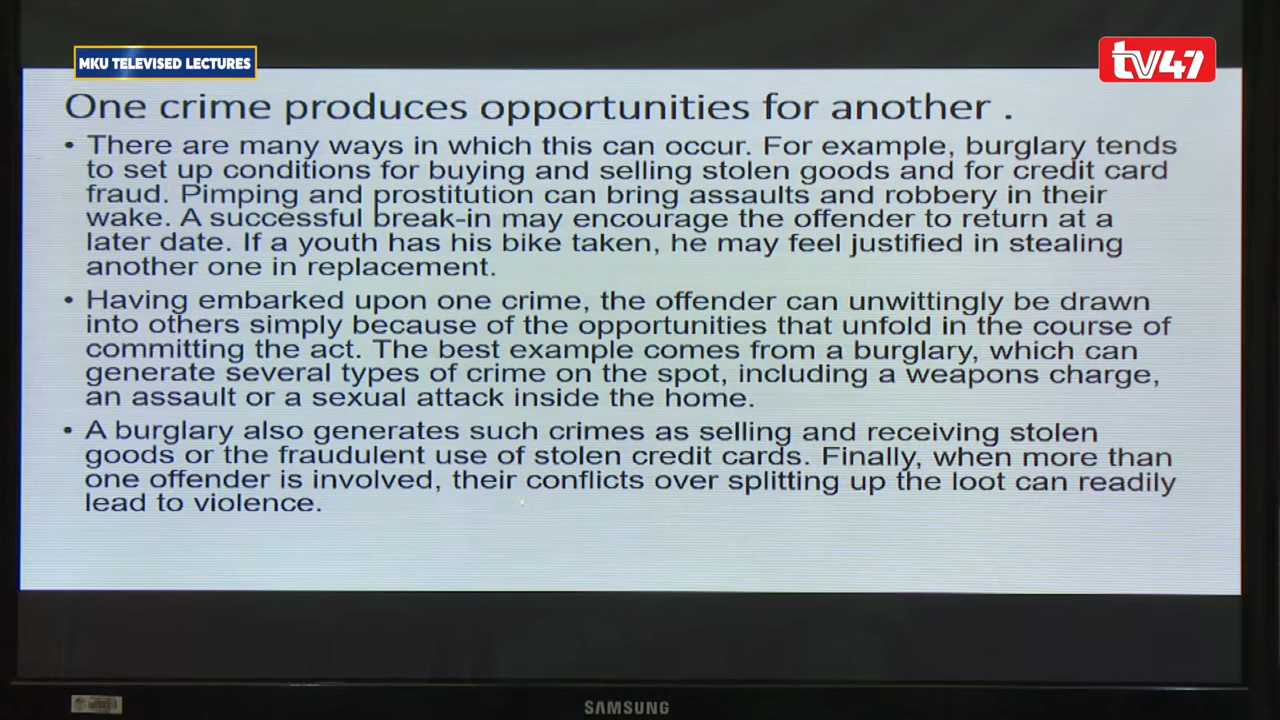 MKU TELEVISED LECTURES
tv47
One crime produces opportunities for another .
• There are many ways in which this can occur. For example, burglary tends
to set up conditions for buying and selling stolen goods and for credit card
fraud. Pimping and prostitution can bring assaults and robbery in their
wake. A successful break-in may encourage the offender to return at a
later date. If a youth has his bike taken, he may feel justified in stealing
another one in replacement.
• Having embarked upon one crime, the offender can unwittingly be drawn
into others simply because of the opportunities that unfold in the course of
committing the act. The best example comes from a burglary, which can
generate several types of crime on the spot, including a weapons charge,
an assault or a sexual attack inside the home.
• A burglary also generates such crimes as selling and receiving stolen
goods or the fraudulent use of stolen credit cards. Finally, when more than
one offender is involved, their conflicts over splitting up the loot can readily
lead to violence.
SAMSUNG